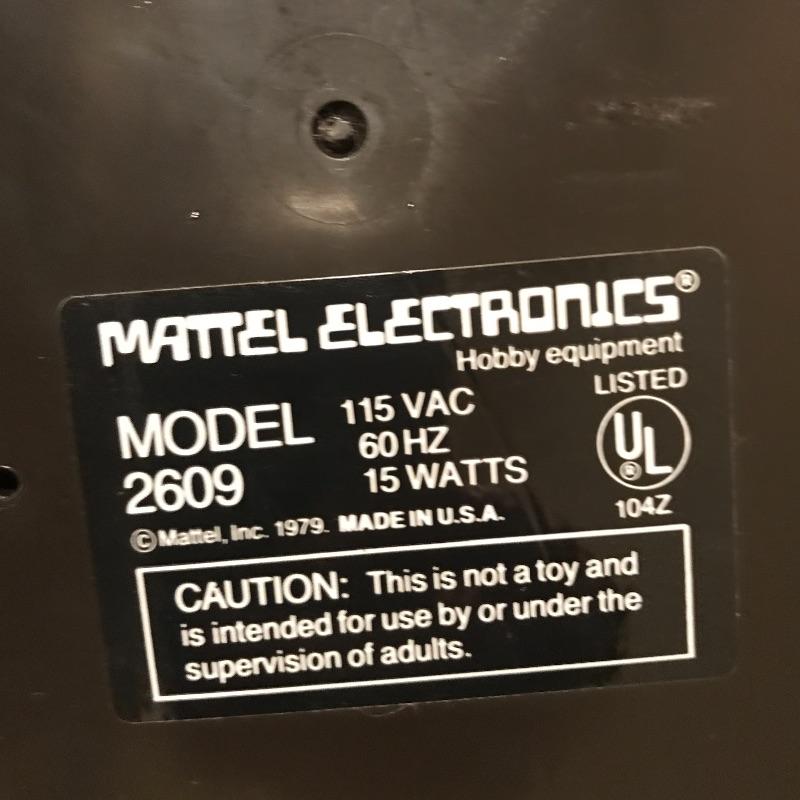 MATTEL ELECTRONICS®
Hobby equipment
MODEL
2609
115 VAC
60 HZ
15 WATTS
LISTED
UL®
104Z
©Mattel, Inc. 1979. MADE IN U.S.A.
CAUTION: This is not a toy and
is intended for use by or under the
supervision of adults.